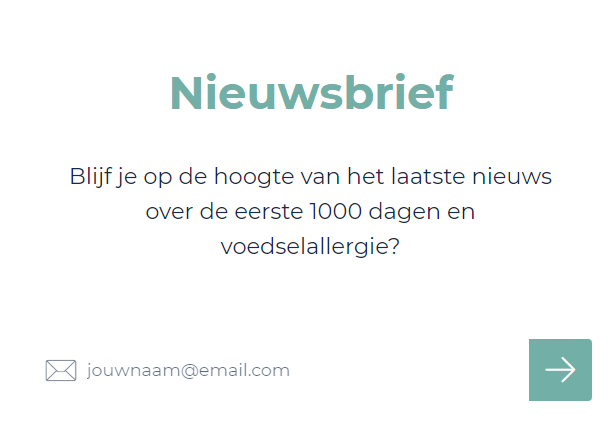 Nieuwsbrief
Blijf je op de hoogte van het laatste nieuws
over de eerste 1000 dagen en
voedselallergie?
jouwnaam@email.com